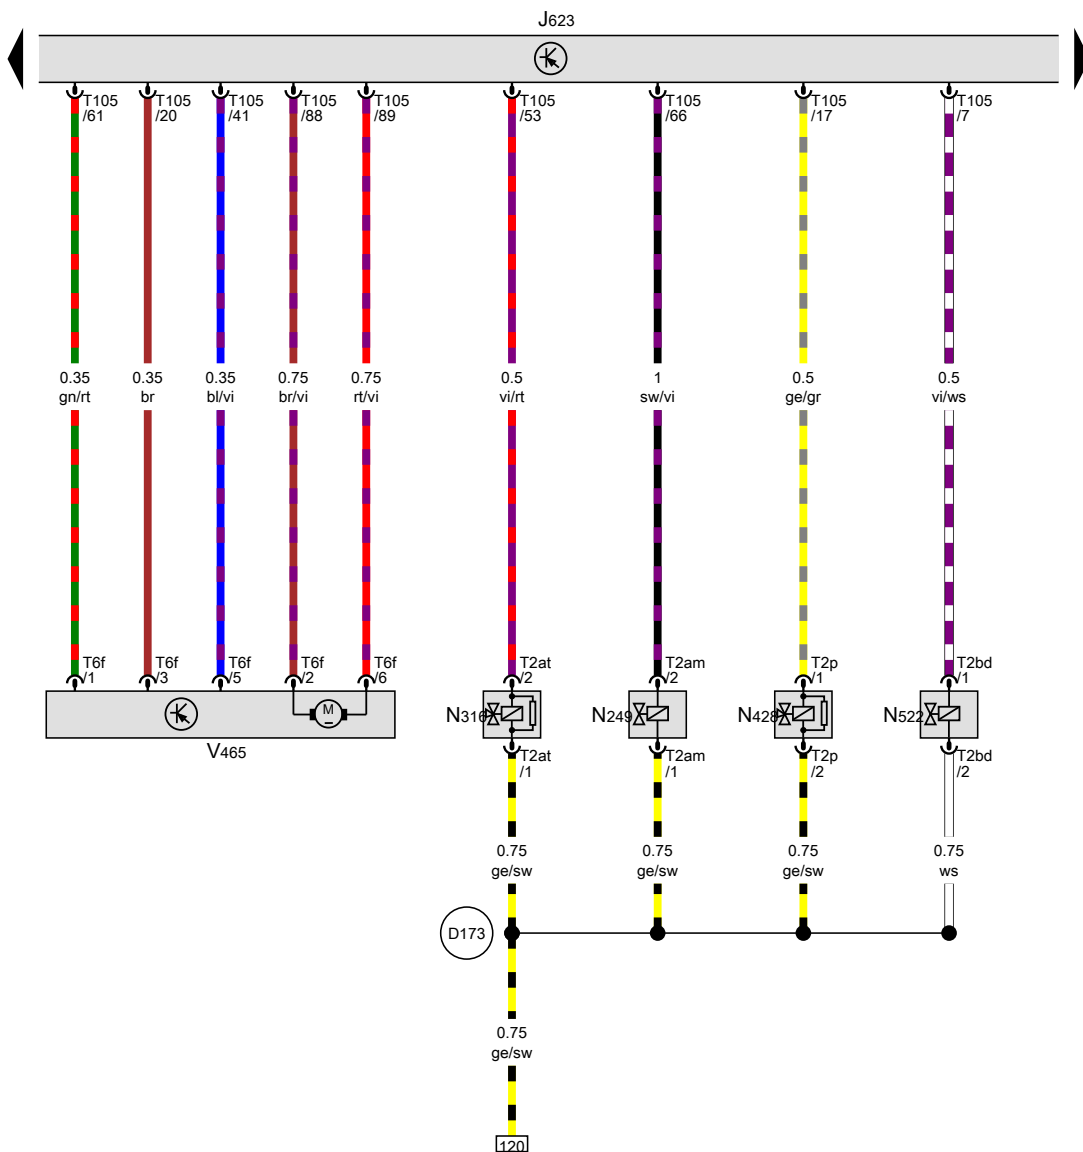 J623
T105 T105 T105 T105 T105 T105 T105 T105 T105
/61 /20 /41 /88 /89 /53 /66 /17 /7
0.35 0.35 0.35 0.75 0.75 0.5 1 0.5 0.5
gn/rt br bl/vi br/vi rt/vi vi/rt sw/vi ge/gr vi/ws
T6f T6f T6f T6f T6f T2at T2am T2p T2bd
/1 /3 /5 /2 /6 /2 /2 /1 /1
M N316 N249 N428 N522
V465
T2at T2am T2p T2bd
/1 /1 /2 /2
0.75 0.75 0.75 0.75
ge/sw ge/sw ge/sw ws
D173
0.75
ge/sw
120